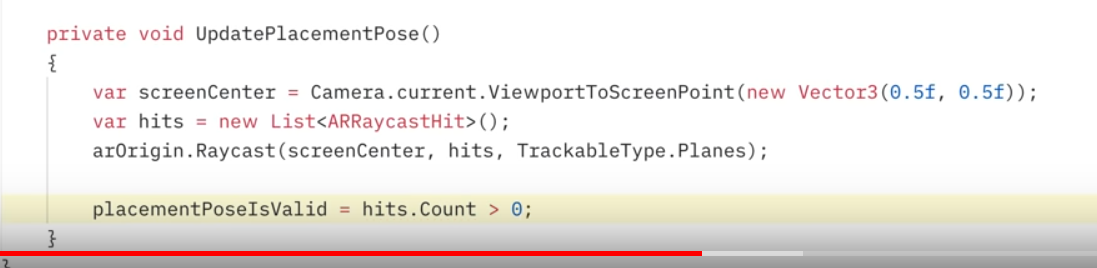 private void UpdatePlacementPose()
{
var screenCenter = Camera.current.ViewportToScreenPoint(new Vector3(0.5f, 0.5f));
var hits = new List<ARRaycastHit>();
arOrigin.Raycast(screenCenter, hits, TrackableType.Planes);
placementPoseIsValid = hits.Count > 0;
}
}